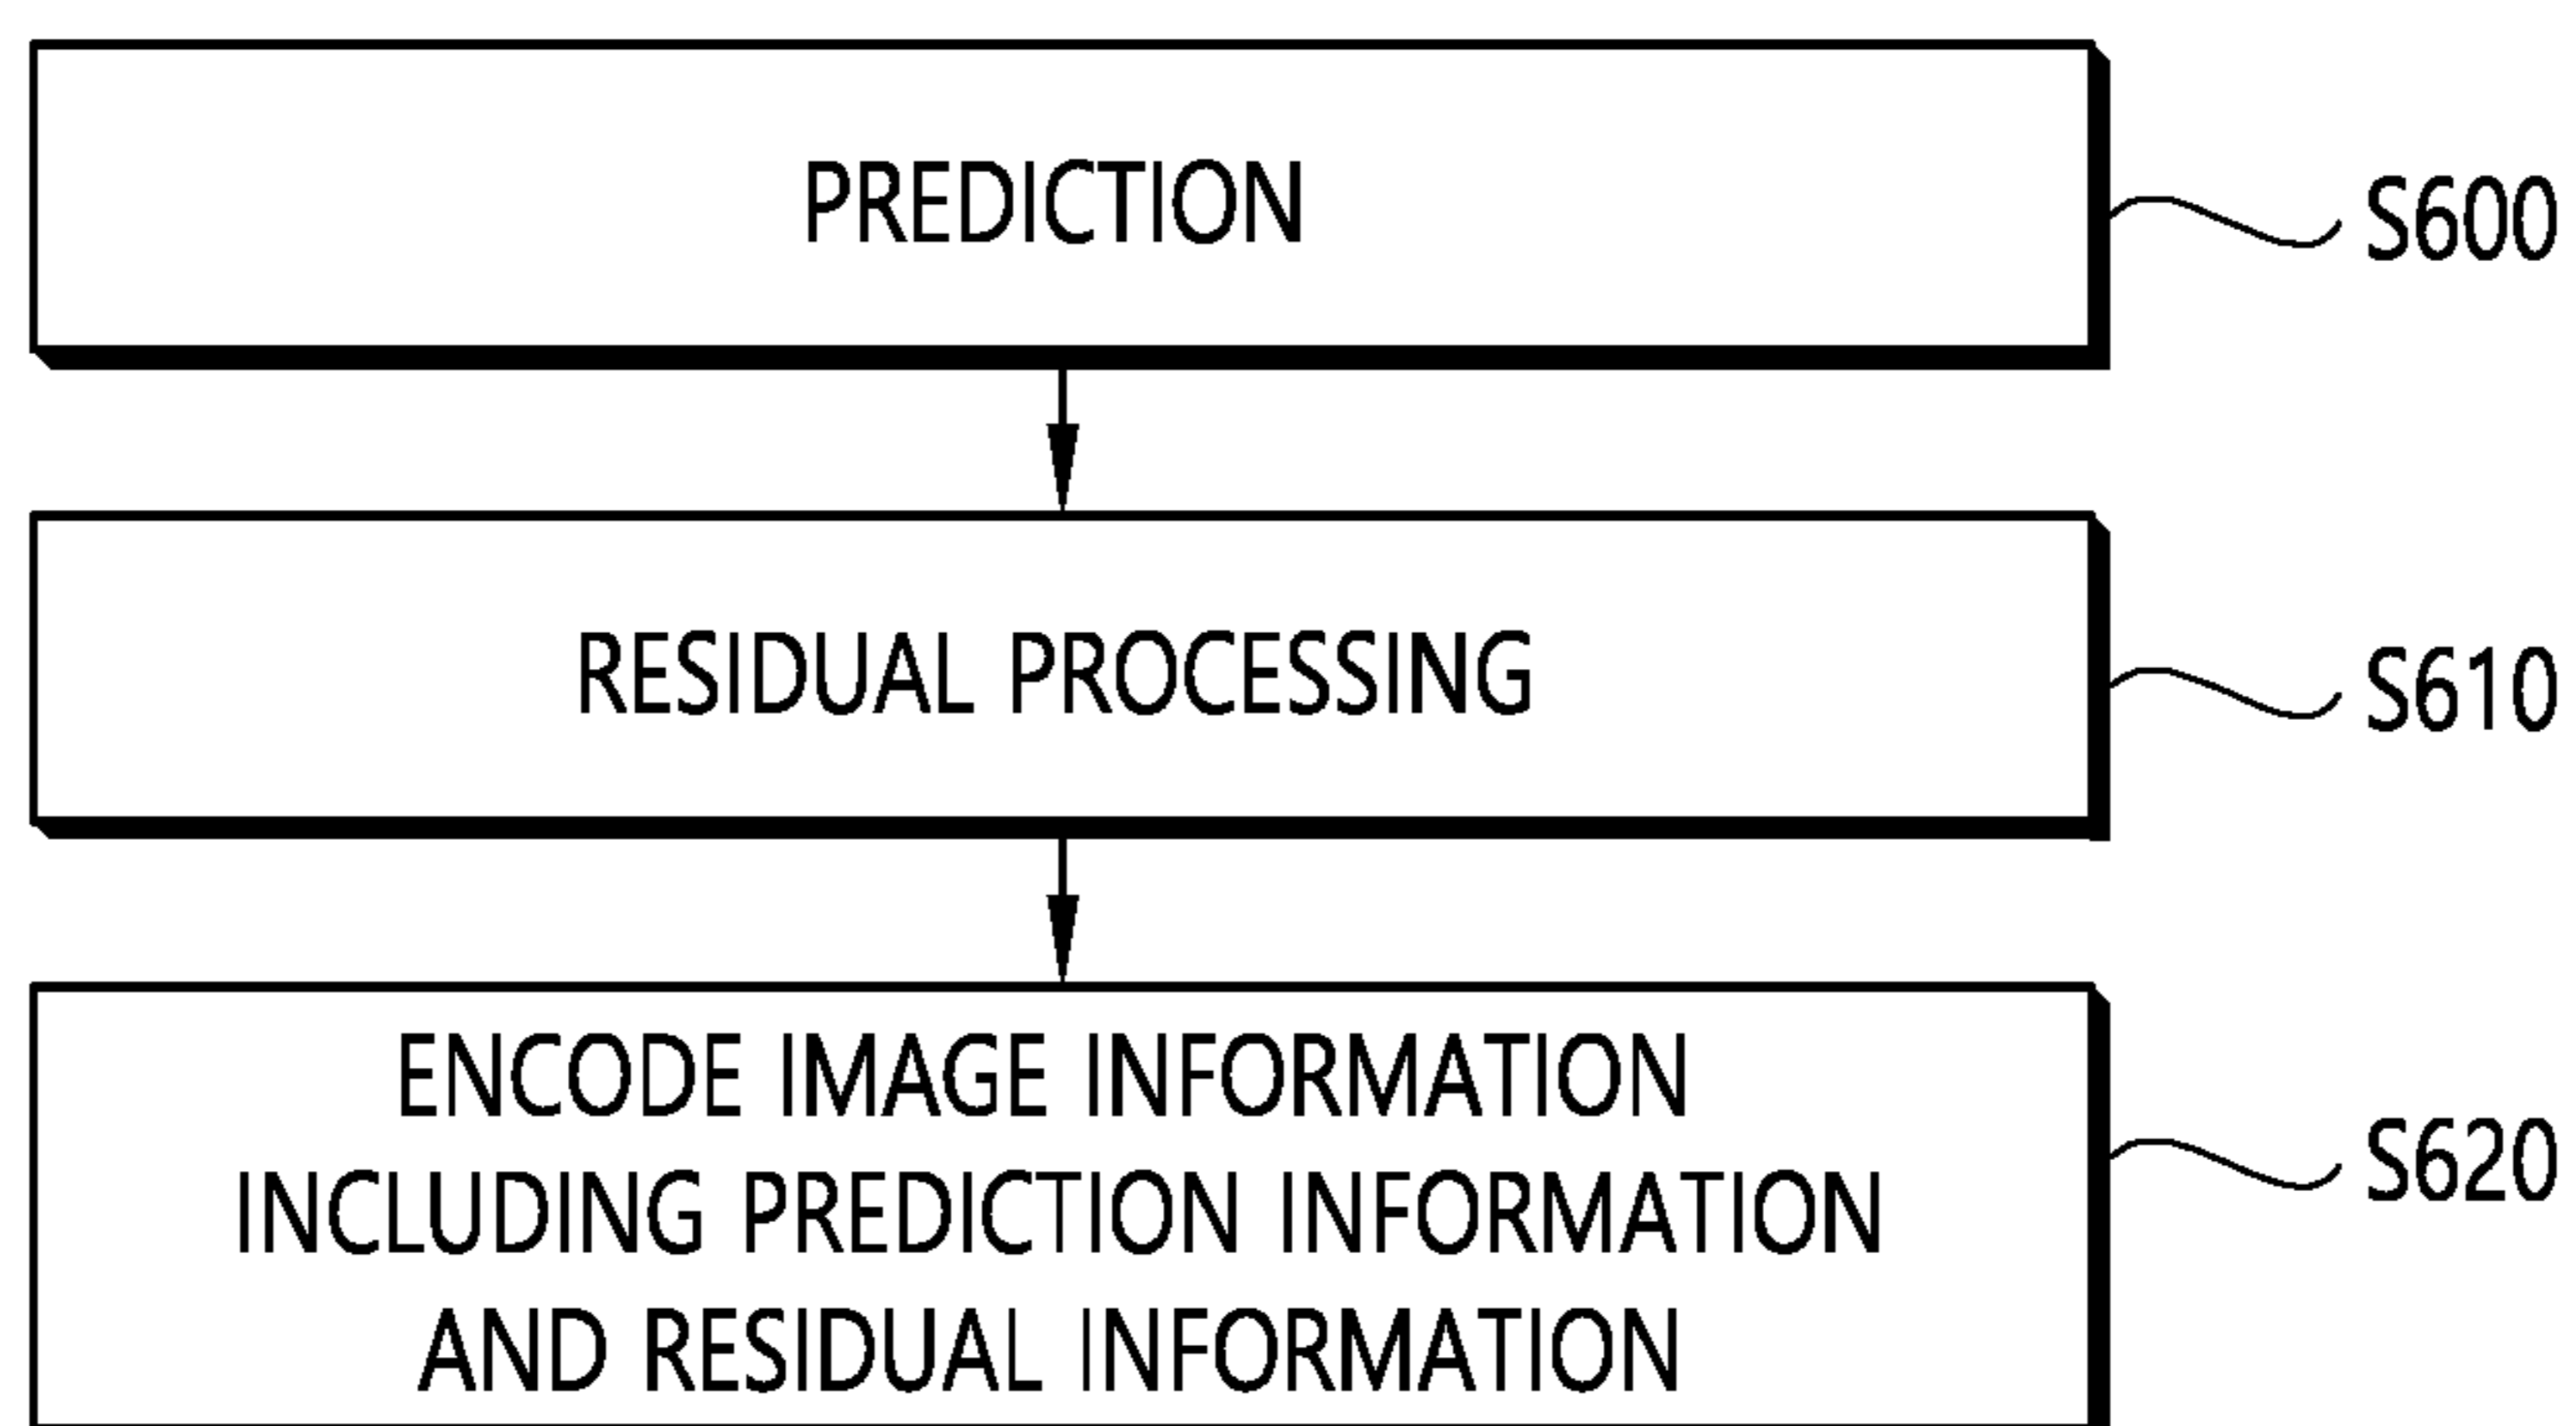 PREDICTION
S600
RESIDUAL PROCESSING
S610
ENCODE IMAGE INFORMATION
INCLUDING PREDICTION INFORMATION
AND RESIDUAL INFORMATION
S620